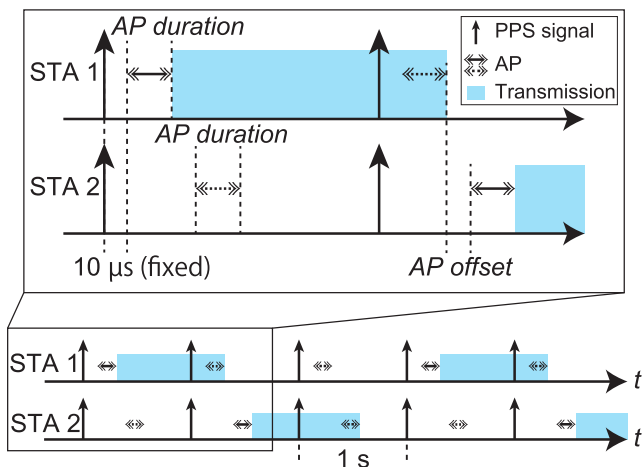 AP duration
STA 1
PPS signal
AP
Transmission
AP duration
STA 2
10 µs (fixed)
AP offset
STA 1
t
STA 2
t
1 s